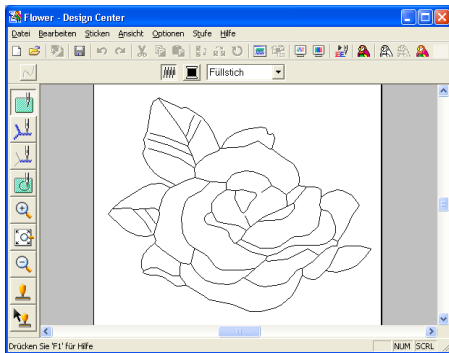 Flower - Design Center
Datei Bearbeiten Sticken Ansicht Optionen Stufe Hilfe
Füllstich
Drücken Sie 'F1' für Hilfe
NUM SCRL